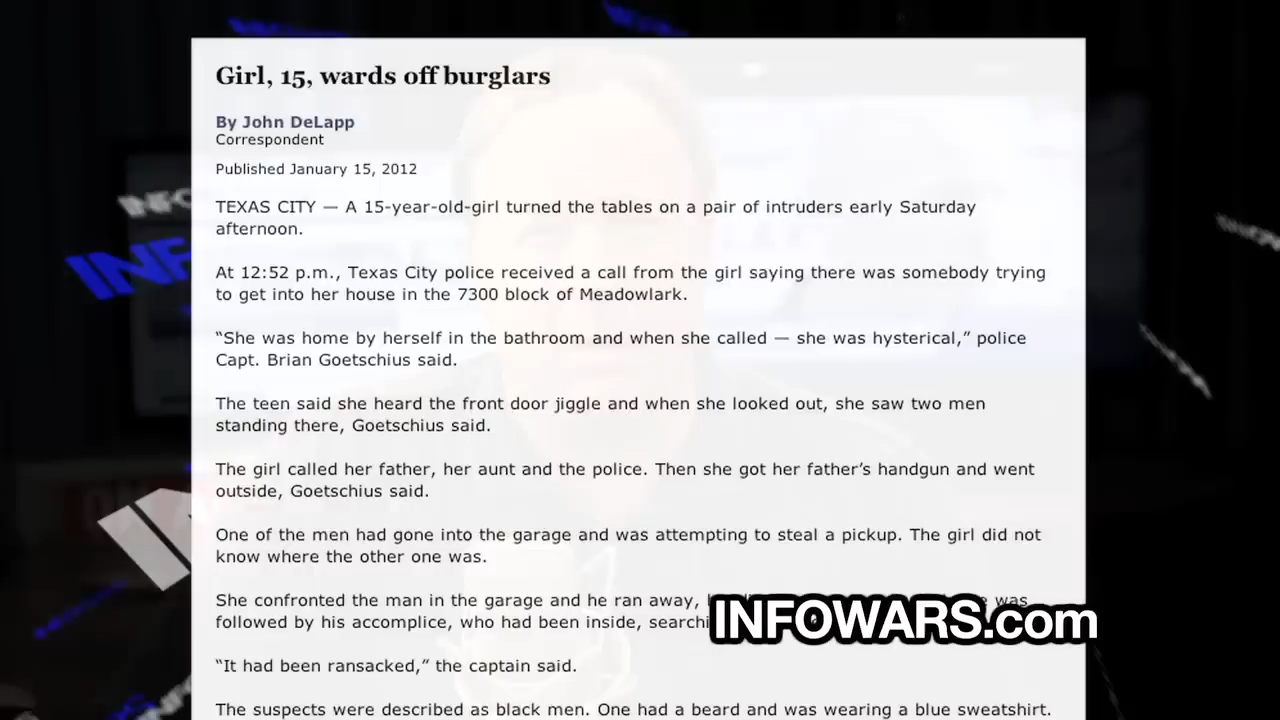 Girl, 15, wards off burglars
By John DeLapp
Correspondent
Published January 15, 2012
TEXAS CITY — A 15-year-old-girl turned the tables on a pair of intruders early Saturday
afternoon.
At 12:52 p.m., Texas City police received a call from the girl saying there was somebody trying
to get into her house in the 7300 block of Meadowlark.
“She was home by herself in the bathroom and when she called — she was hysterical,” police
Capt. Brian Goetschius said.
The teen said she heard the front door jiggle and when she looked out, she saw two men
standing there, Goetschius said.
The girl called her father, her aunt and the police. Then she got her father’s handgun and went
outside, Goetschius said.
One of the men had gone into the garage and was attempting to steal a pickup. The girl did not
know where the other one was.
She confronted the man in the garage and he ran away, was
followed by his accomplice, who had been inside,
INFOWARS.com
“It had been ransacked,” the captain said.
The suspects were described as black men. One had a beard and was wearing a blue sweatshirt.